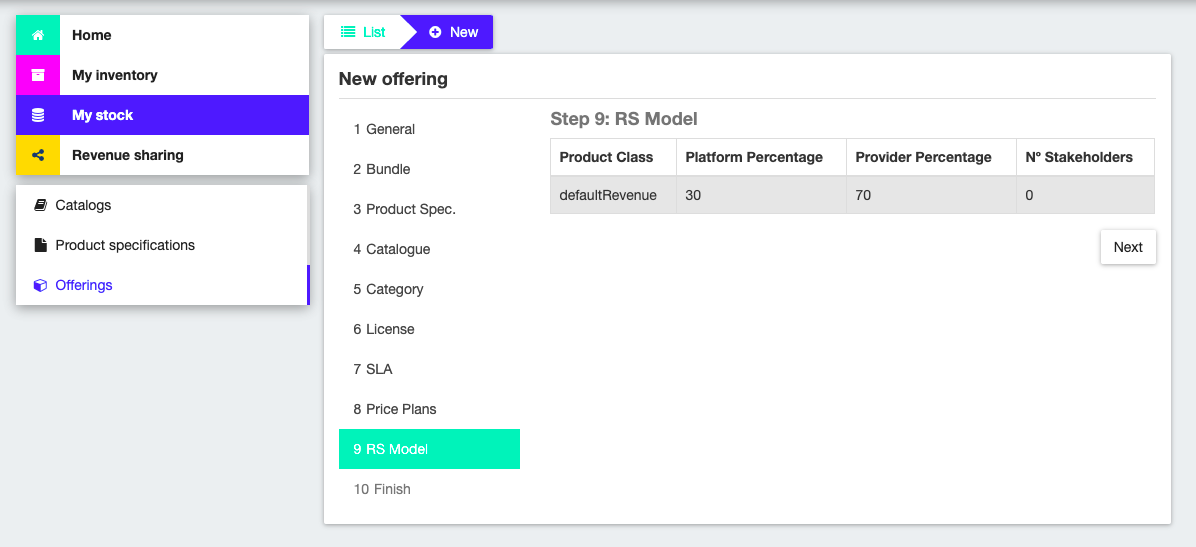 Home
My inventory
My stock
Revenue sharing
Catalogs
Product specifications
Offerings
List New
New offering
1 General
2 Bundle
3 Product Spec.
4 Catalogue
5 Category
6 License
7 SLA
8 Price Plans
9 RS Model
10 Finish
Step 9: RS Model
Product Class Platform Percentage Provider Percentage Nº Stakeholders
defaultRevenue 30 70 0
Next